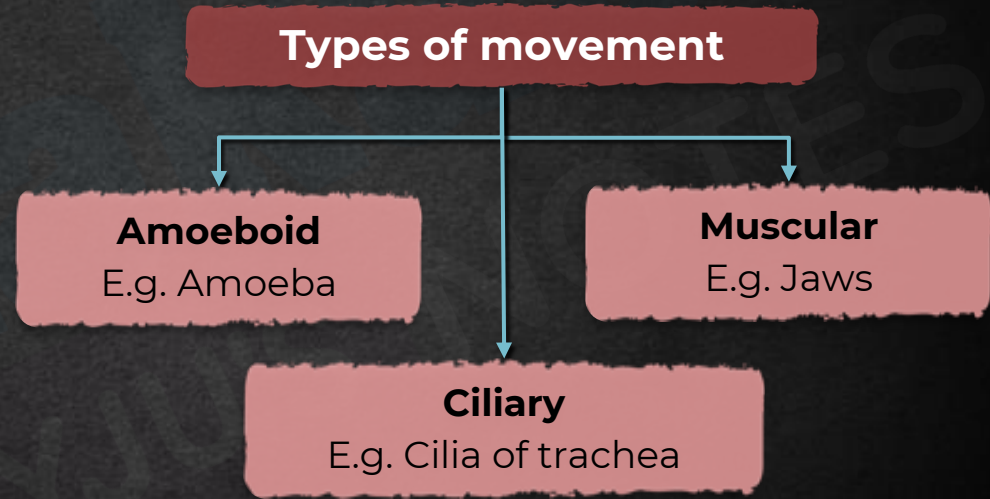 Types of movement
Amoeboid
E.g. Amoeba
Muscular
E.g. Jaws
Ciliary
E.g. Cilia of trachea